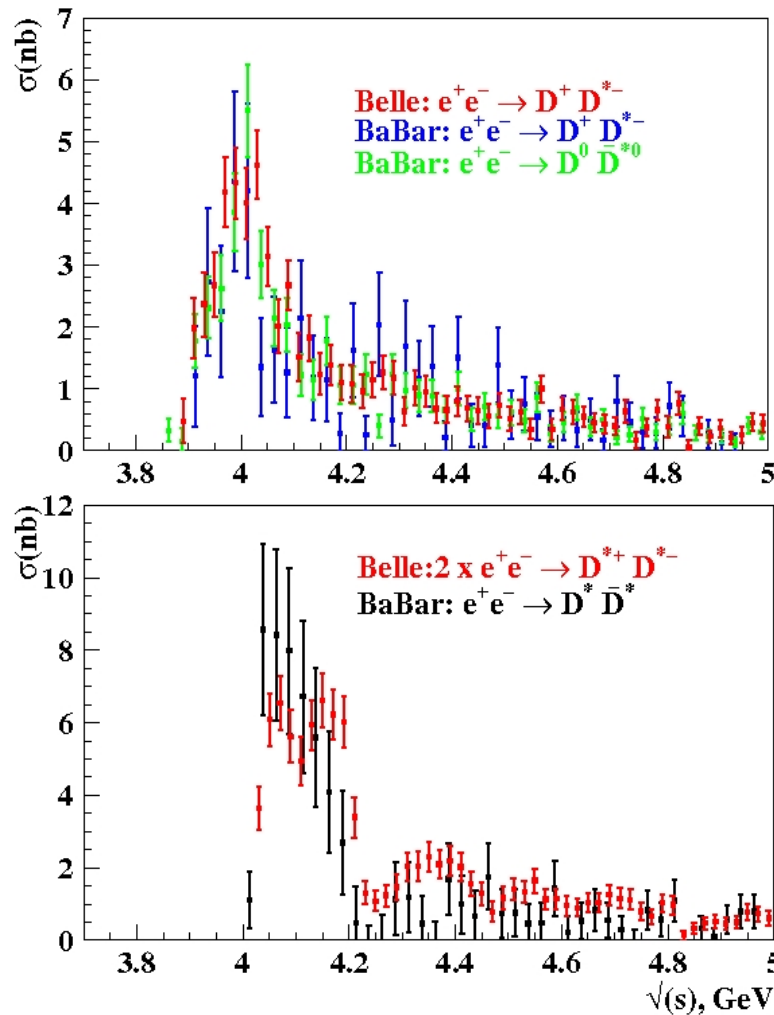 σ(nb)
7
6
5
4
3
2
1
0
Belle: e⁺e⁻ → D⁺ D*⁻
BaBar: e⁺e⁻ → D⁺ D*⁻
BaBar: e⁺e⁻ → D⁰ D̄*⁰
3.8 4 4.2 4.4 4.6 4.8 5
σ(nb)
12
10
8
6
4
2
0
Belle:2 x e⁺e⁻ → D*⁺ D*⁻
BaBar: e⁺e⁻ → D* D̄*
3.8 4 4.2 4.4 4.6 4.8 5
√(s), GeV